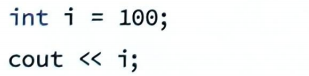 int i = 100;
cout << i;